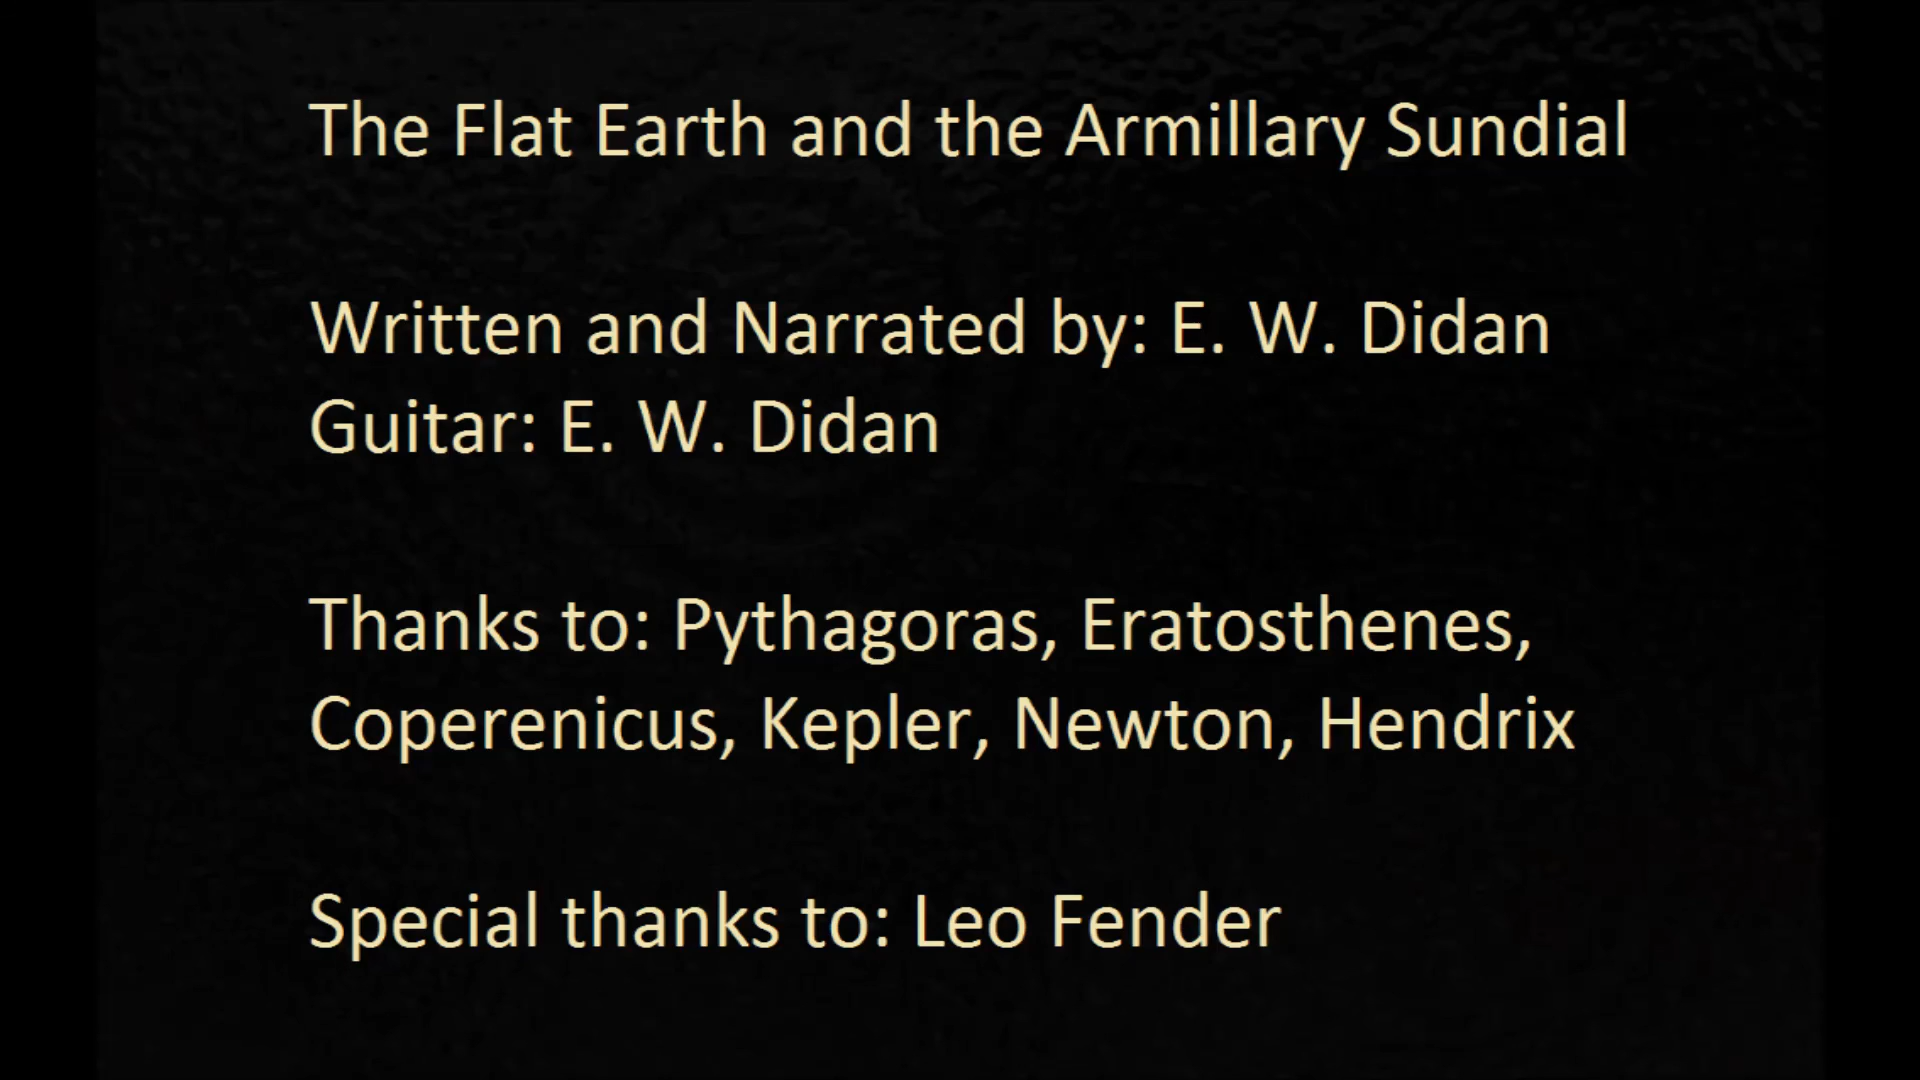 The Flat Earth and the Armillary Sundial
Written and Narrated by: E. W. Didan
Guitar: E. W. Didan
Thanks to: Pythagoras, Eratosthenes,
Coperenicus, Kepler, Newton, Hendrix
Special thanks to: Leo Fender